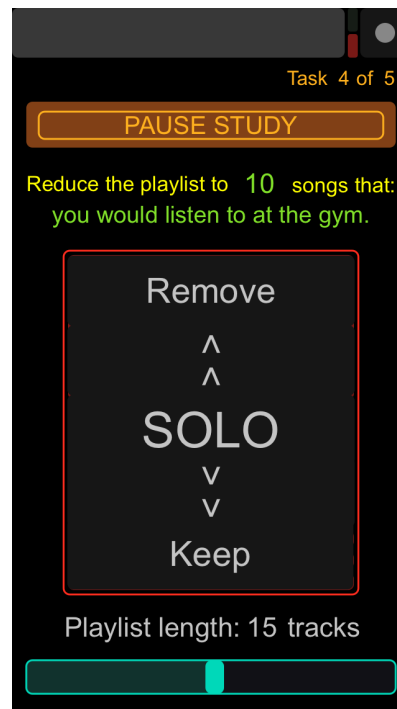 Task 4 of 5
PAUSE STUDY
Reduce the playlist to 10 songs that:
you would listen to at the gym.
Remove
^
^
SOLO
v
v
Keep
Playlist length: 15 tracks